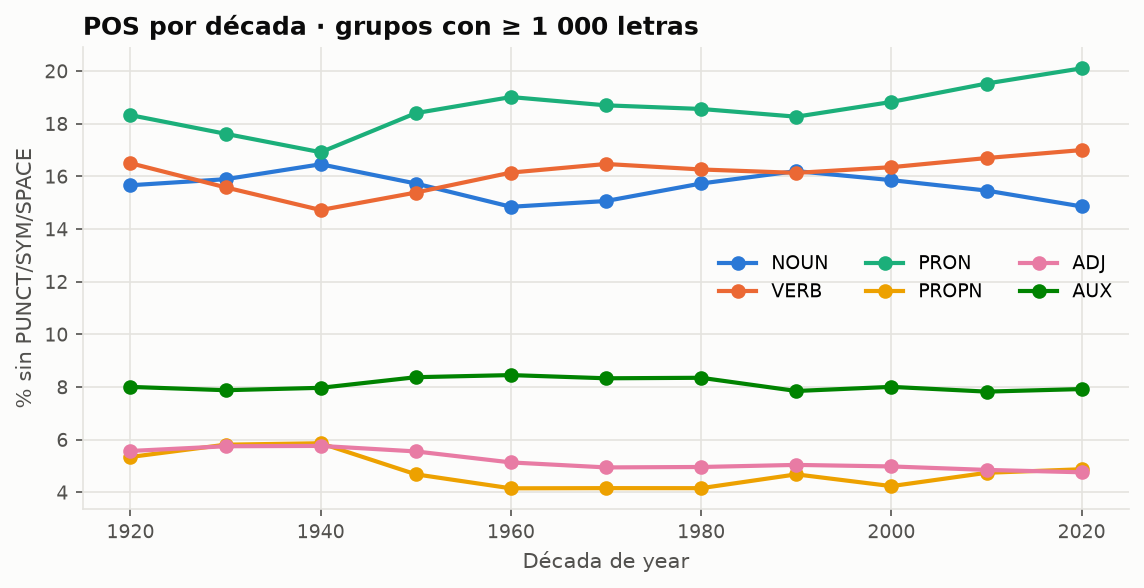 POS por década · grupos con ≥ 1 000 letras
% sin PUNCT/SYM/SPACE
20
18
16
14
12
10
8
6
4
NOUN PRON ADJ
VERB PROPN AUX
1920 1940 1960 1980 2000 2020
Década de year